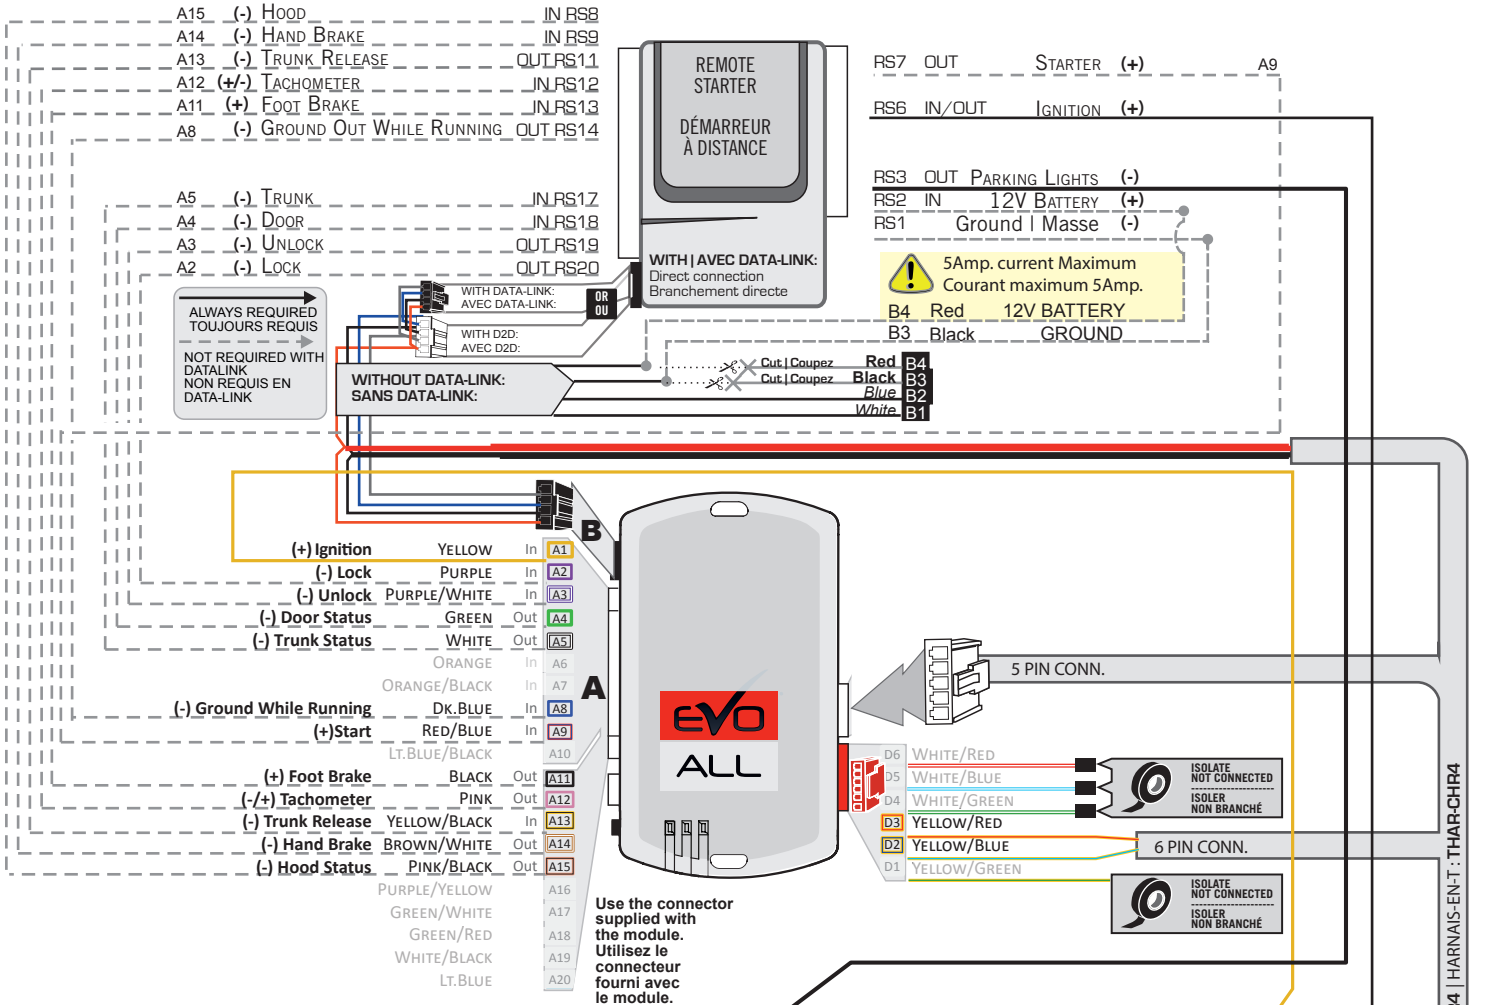 A15 (-) HOOD IN RS8
A14 (-) HAND BRAKE IN RS9
A13 (-) TRUNK RELEASE OUT RS11
A12 (+/-) TACHOMETER IN RS12
A11 (+) FOOT BRAKE IN RS13
A8 (-) GROUND OUT WHILE RUNNING OUT RS14
A5 (-) TRUNK IN RS17
A4 (-) DOOR IN RS18
A3 (-) UNLOCK OUT RS19
A2 (-) LOCK OUT RS20
REMOTE
STARTER
DÉMARREUR
À DISTANCE
WITH | AVEC DATA-LINK:
Direct connection
Branchement directe
RS7 OUT STARTER (+) A9
RS6 IN/OUT IGNITION (+)
RS3 OUT PARKING LIGHTS (-)
RS2 IN 12V BATTERY (+)
RS1 Ground | Masse (-)
5Amp. current Maximum
Courant maximum 5Amp.
B4 Red 12V BATTERY
B3 Black GROUND
ALWAYS REQUIRED
TOUJOURS REQUIS
NOT REQUIRED WITH
DATALINK
NON REQUIS EN
DATA-LINK
WITH DATA-LINK:
AVEC DATA-LINK:
OR
OU
WITH D2D:
AVEC D2D:
WITHOUT DATA-LINK:
SANS DATA-LINK:
Cut | Coupez Red B4
Cut | Coupez Black B3
Blue B2
White B1
B
(+) Ignition YELLOW In A1
(-) Lock PURPLE In A2
(-) Unlock PURPLE/WHITE In A3
(-) Door Status GREEN Out A4
(-) Trunk Status WHITE Out A5
ORANGE In A6
ORANGE/BLACK In A7
(-) Ground While Running DK.BLUE In A8
(+)Start RED/BLUE In A9
LT.BLUE/BLACK A10
(+) Foot Brake BLACK Out A11
(-/+) Tachometer PINK Out A12
(-) Trunk Release YELLOW/BLACK In A13
(-) Hand Brake BROWN/WHITE Out A14
(-) Hood Status PINK/BLACK Out A15
PURPLE/YELLOW A16
GREEN/WHITE A17
GREEN/RED A18
WHITE/BLACK A19
LT.BLUE A20
A
EVO
ALL
Use the connector
supplied with
the module.
Utilisez le
connecteur
fourni avec
le module.
5 PIN CONN.
D6 WHITE/RED
D5 WHITE/BLUE
D4 WHITE/GREEN
D3 YELLOW/RED
D2 YELLOW/BLUE
D1 YELLOW/GREEN
ISOLATE
NOT CONNECTED
ISOLER
NON BRANCHÉ
6 PIN CONN.
ISOLATE
NOT CONNECTED
ISOLER
NON BRANCHÉ
4 | HARNAIS-EN-T : THAR-CHR4